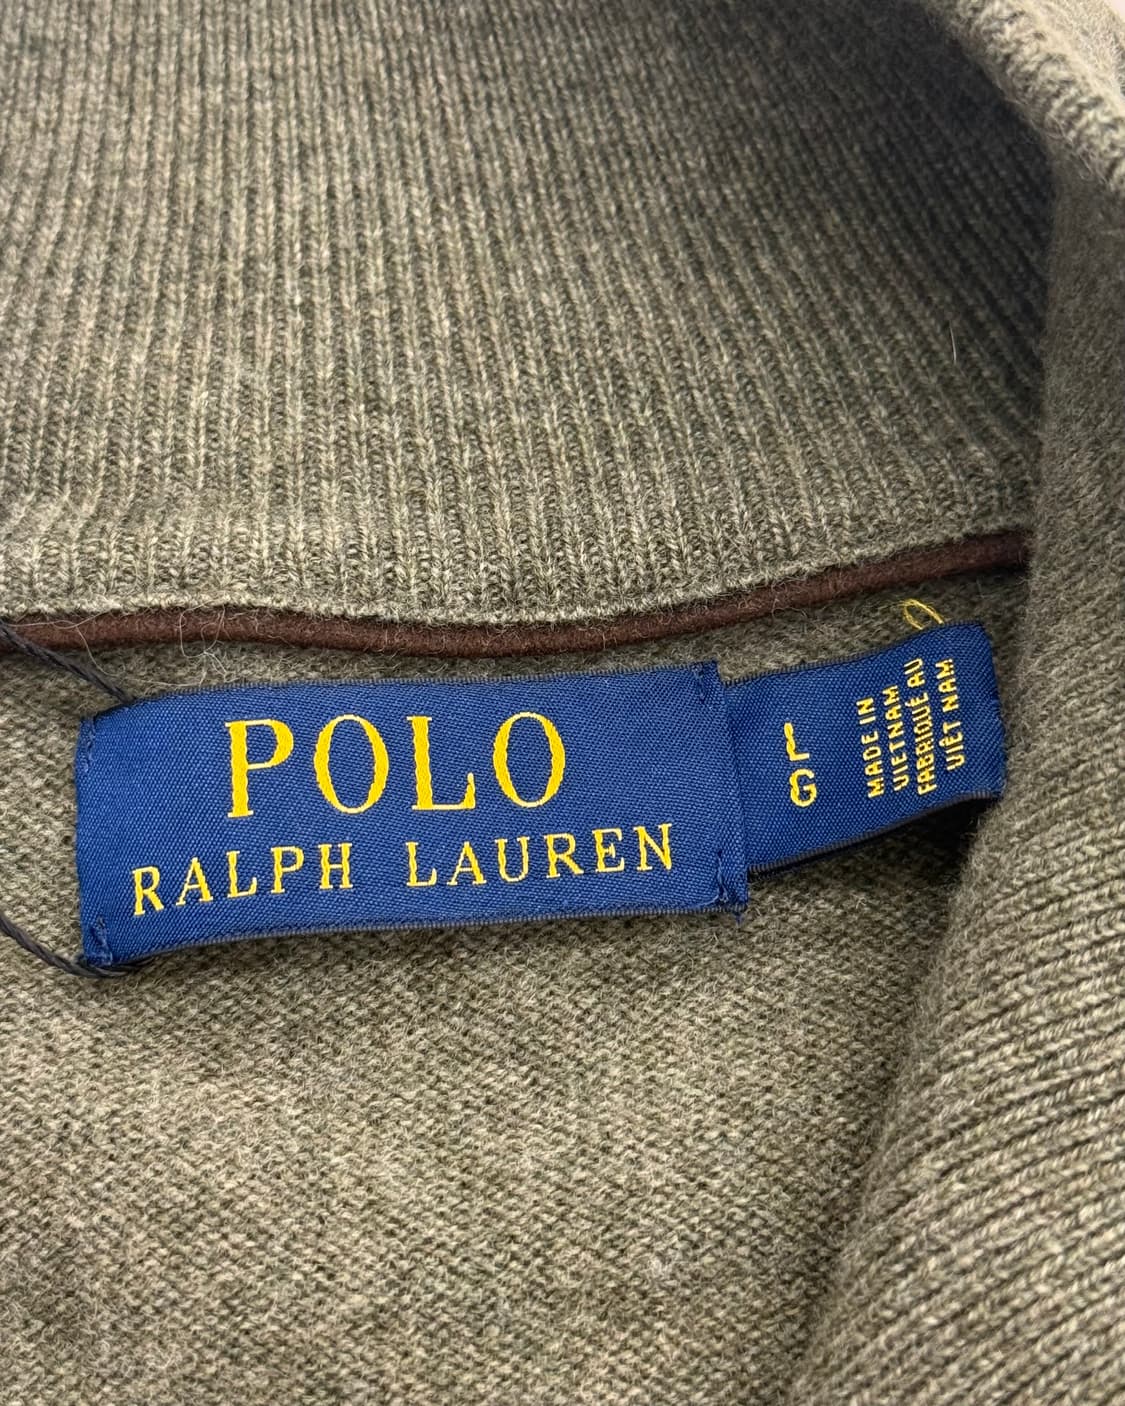 POLO
RALPH LAUREN
L
G
MADE IN
VIETNAM
FABRIQUÉ AU
VIÊT NAM